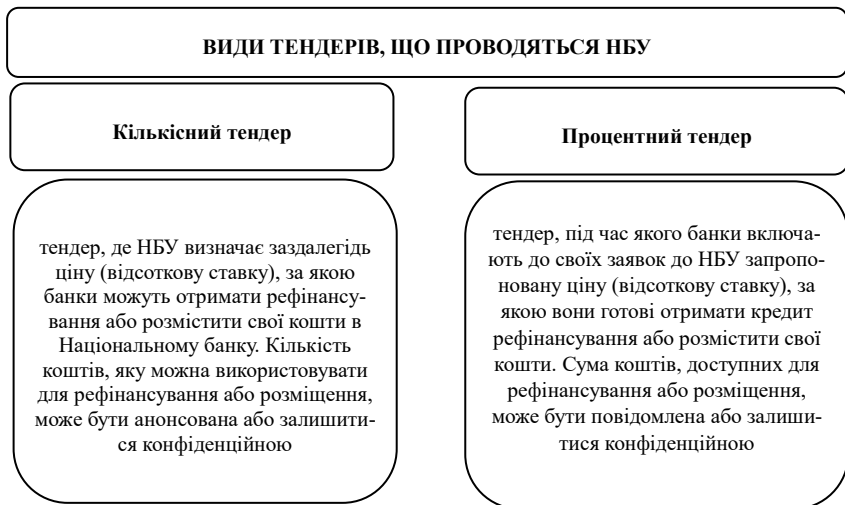 ВИДИ ТЕНДЕРІВ, ЩО ПРОВОДЯТЬСЯ НБУ
Кількісний тендер
тендер, де НБУ визначає заздалегідь
ціну (відсоткову ставку), за якою
банки можуть отримати рефінансу-
вання або розмістити свої кошти в
Національному банку. Кількість
коштів, яку можна використовувати
для рефінансування або розміщення,
може бути анонсована або залишити-
ся конфіденційною
Процентний тендер
тендер, під час якого банки включа-
ють до своїх заявок до НБУ запропо-
новану ціну (відсоткову ставку), за
якою вони готові отримати кредит
рефінансування або розмістити свої
кошти. Сума коштів, доступних для
рефінансування або розміщення,
може бути повідомлена або залиши-
тися конфіденційною